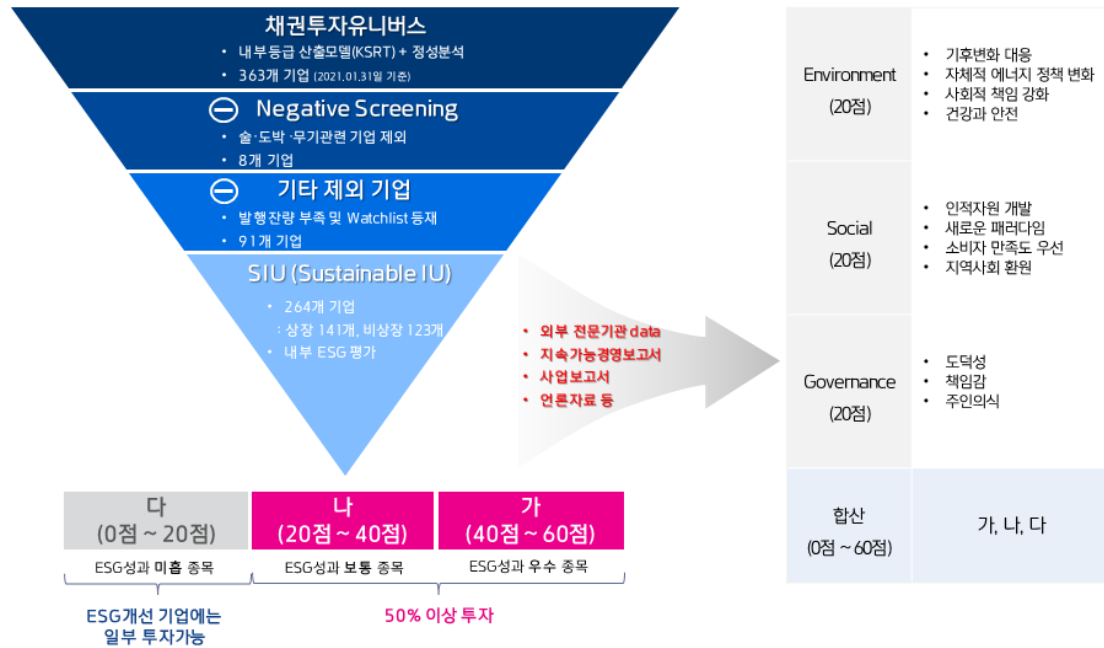 채권투자유니버스
• 내부등급 산출모델(KSRT) + 정성분석
• 363개 기업 (2021.01.31일 기준)
Negative Screening
• 술·도박·무기관련 기업 제외
• 8개 기업
기타 제외 기업
• 발행잔량 부족 및 Watchlist 등재
• 91개 기업
SIU (Sustainable IU)
• 264개 기업
: 상장 141개, 비상장 123개
• 내부 ESG 평가
• 외부 전문기관 data
• 지속가능경영보고서
• 사업보고서
• 언론자료 등
다
(0점 ~ 20점)
나
(20점 ~ 40점)
가
(40점 ~ 60점)
ESG성과 미흡 종목
ESG성과 보통 종목
ESG성과 우수 종목
ESG개선 기업에는
일부 투자가능
50% 이상 투자
Environment
(20점)
• 기후변화 대응
• 자체적 에너지 정책 변화
• 사회적 책임 강화
• 건강과 안전
Social
(20점)
• 인적자원 개발
• 새로운 패러다임
• 소비자 만족도 우선
• 지역사회 환원
Governance
(20점)
• 도덕성
• 책임감
• 주인의식
합산
(0점 ~ 60점)
가, 나, 다